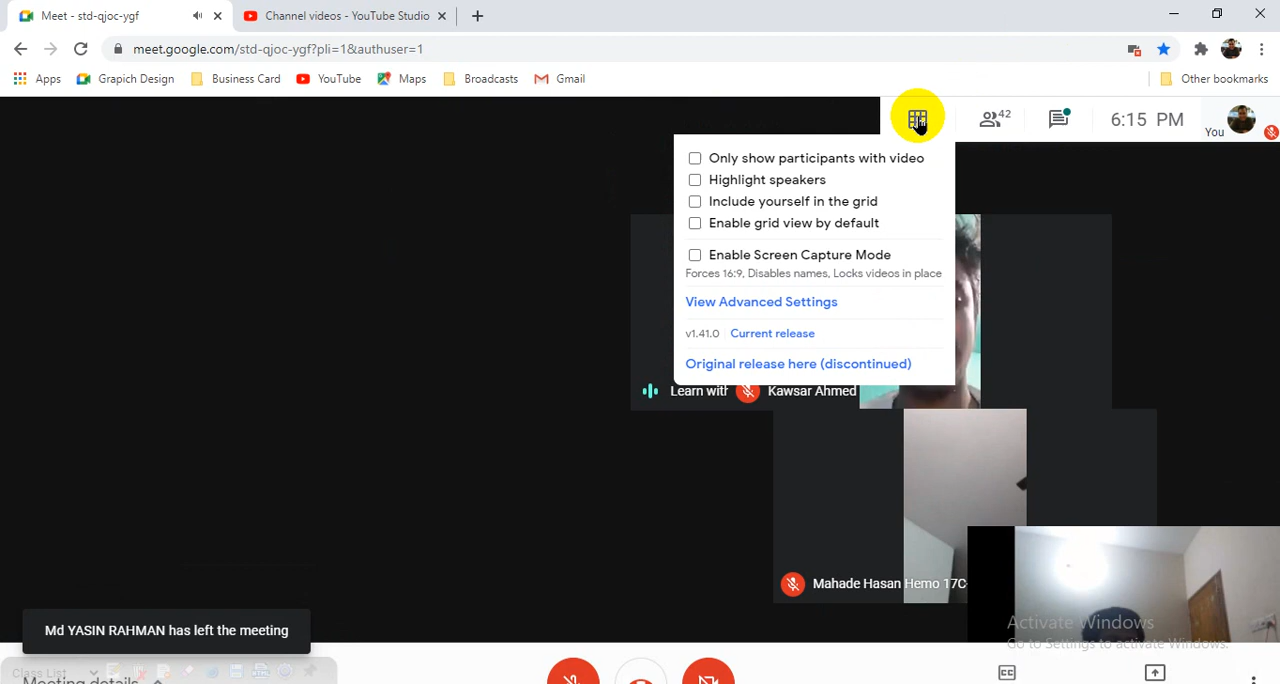 Meet - std-qjoc-ygf
Channel videos - YouTube Studio
meet.google.com/std-qjoc-ygf?pli=1&authuser=1
Apps
Grapich Design
Business Card
YouTube
Maps
Broadcasts
Gmail
Other bookmarks
42
6:15 PM
You
Only show participants with video
Highlight speakers
Include yourself in the grid
Enable grid view by default
Enable Screen Capture Mode
Forces 16:9, Disables names, Locks videos in place
View Advanced Settings
v1.41.0
Current release
Original release here (discontinued)
Learn with
Kawsar Ahmed
Mahade Hasan Hemo 17C-
Md YASIN RAHMAN has left the meeting
Activate Windows
Go to Settings to activate Windows.
Class List
Meeting details